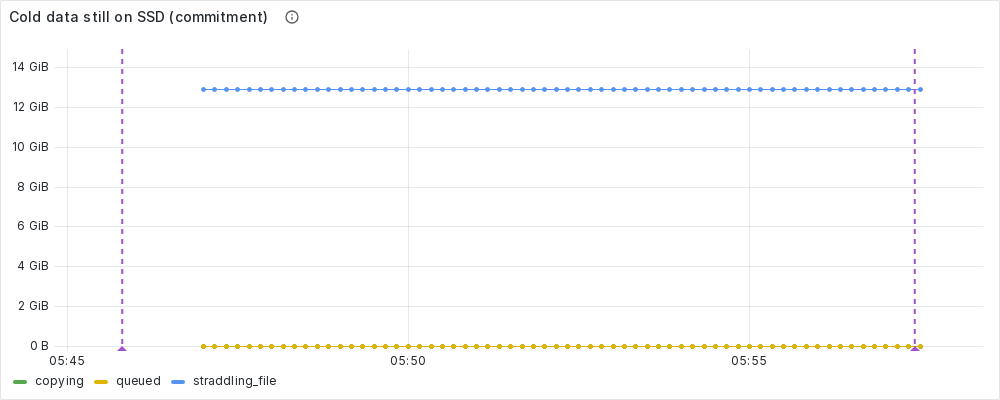 Cold data still on SSD (commitment)
14 GiB
12 GiB
10 GiB
8 GiB
6 GiB
4 GiB
2 GiB
0 B
05:45 05:50 05:55
copying queued straddling_file